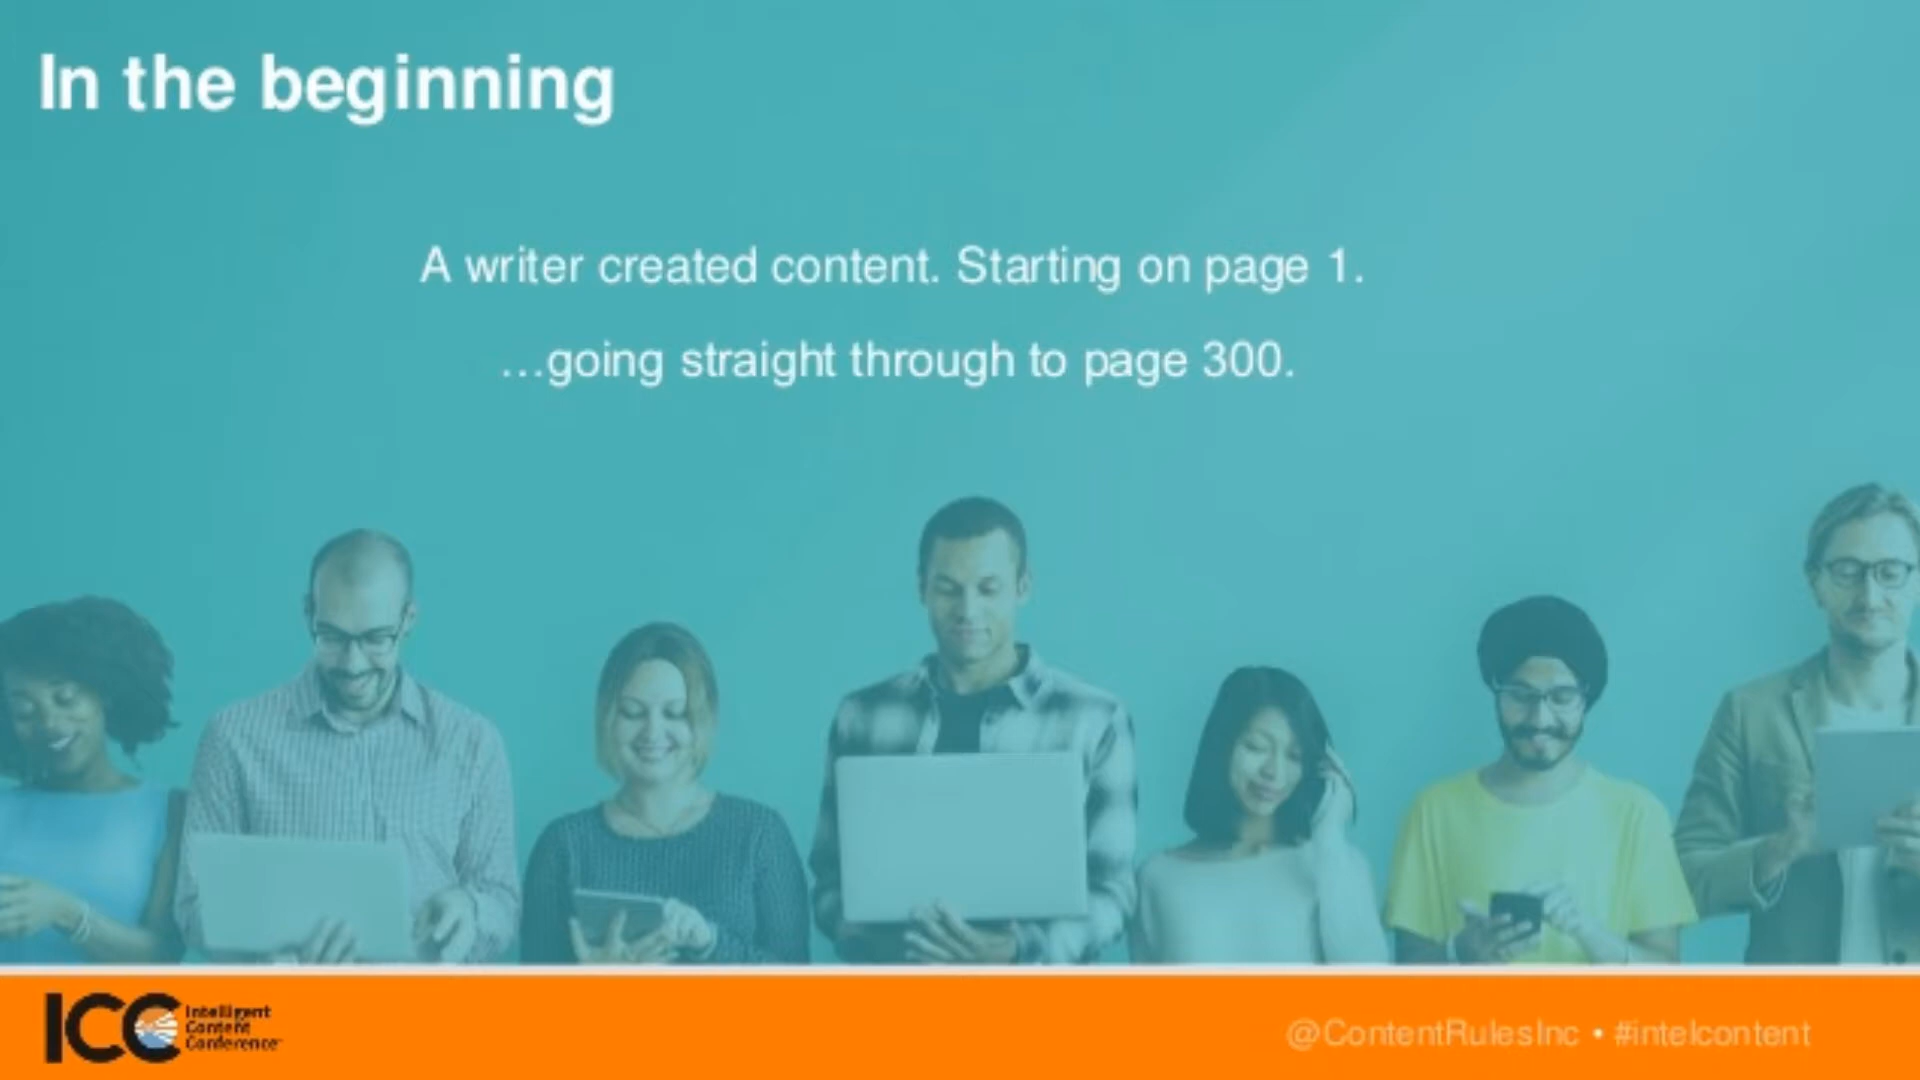 In the beginning
A writer created content. Starting on page 1.
…going straight through to page 300.
ICC
Intelligent
Content
Conference
@ContentRulesInc • #intelcontent